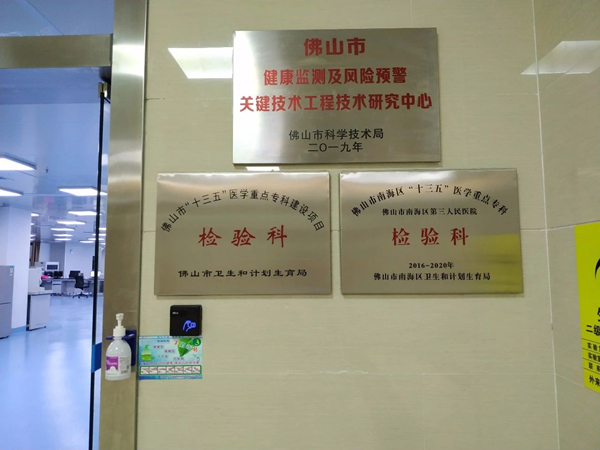 佛山市
健康监测及风险预警
关键技术工程技术研究中心
佛山市科学技术局
二〇一九年
佛山市"十三五"医学重点专科建设项目
检验科
佛山市卫生和计划生育局
佛山市南海区"十三五"医学重点专科
佛山市南海区第三人民医院
检验科
2016-2020年
佛山市南海区卫生和计划生育局
二级
实验
外来